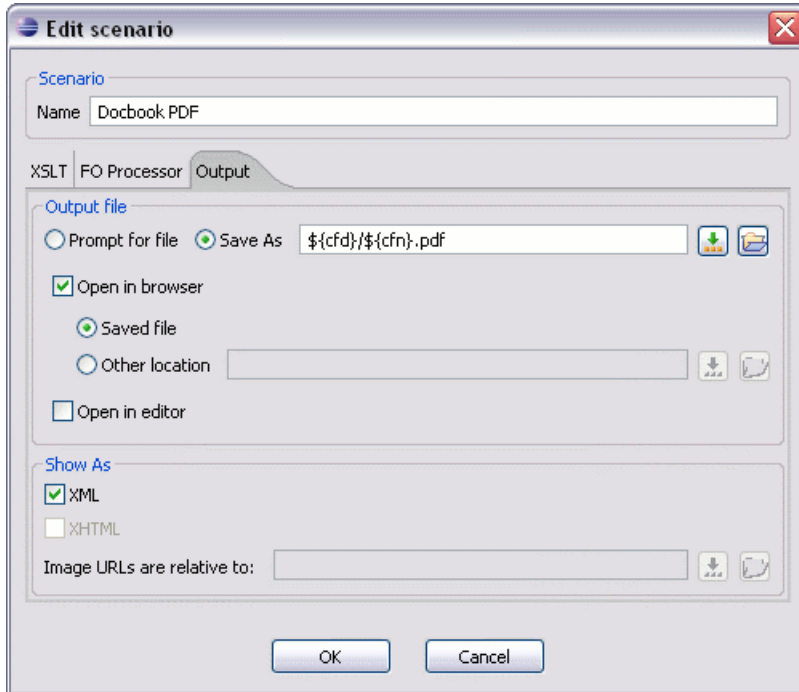 Edit scenario
Scenario
Name Docbook PDF
XSLT FO Processor Output
Output file
Prompt for file Save As ${cfd}/${cfn}.pdf
Open in browser
Saved file
Other location
Open in editor
Show As
XML
XHTML
Image URLs are relative to:
OK Cancel